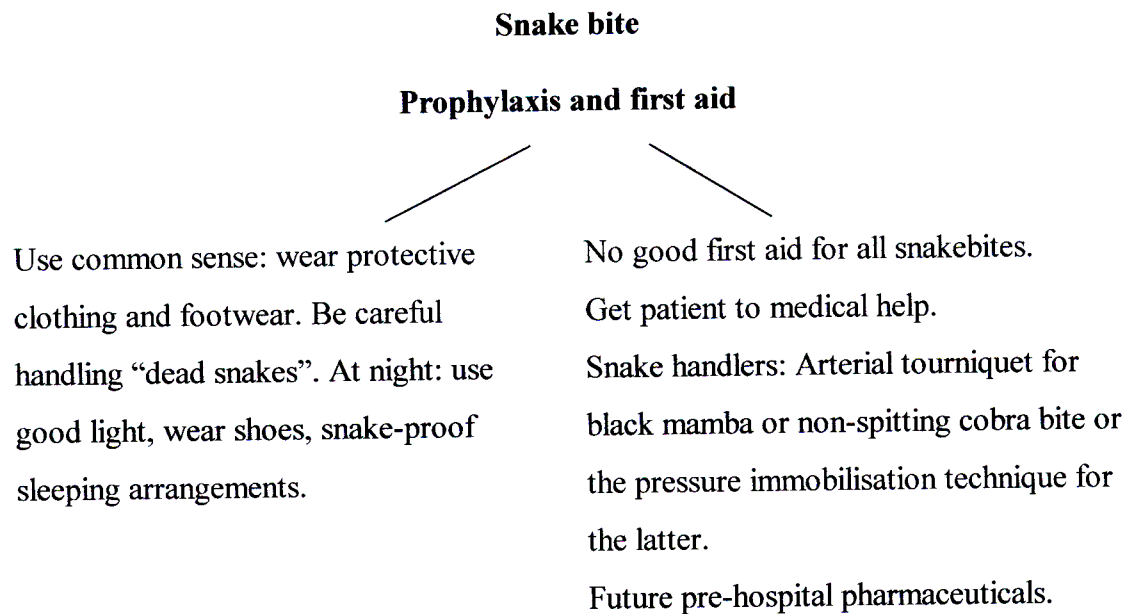 Snake bite
Prophylaxis and first aid
Use common sense: wear protective
clothing and footwear. Be careful
handling “dead snakes”. At night: use
good light, wear shoes, snake-proof
sleeping arrangements.
No good first aid for all snakebites.
Get patient to medical help.
Snake handlers: Arterial tourniquet for
black mamba or non-spitting cobra bite or
the pressure immobilisation technique for
the latter.
Future pre-hospital pharmaceuticals.